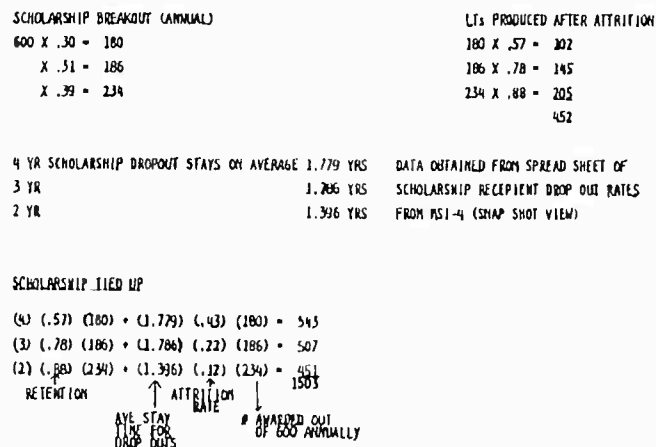 SCHOLARSHIP BREAKOUT (ANNUAL)
600 X .30 = 180
X .31 = 186
X .39 = 234
LTs PRODUCED AFTER ATTRITION
180 X .57 = 102
186 X .78 = 145
234 X .88 = 205
452
4 YR SCHOLARSHIP DROPOUT STAYS ON AVERAGE 1.779 YRS
3 YR 1.786 YRS
2 YR 1.396 YRS
DATA OBTAINED FROM SPREAD SHEET OF
SCHOLARSHIP RECEPIENT DROP OUT RATES
FROM MS1-4 (SNAP SHOT VIEW)
SCHOLARSHIP TIED UP
(4) (.57) (180) + (1.779) (.43) (180) = 545
(3) (.78) (186) + (1.786) (.22) (186) = 507
(2) (.88) (234) + (1.396) (.12) (234) = 451
1503
RETENTION
AVE STAY
TIME FOR
DROP OUTS
ATTRITION
RATE
# AWARDED OUT
OF 600 ANNUALLY